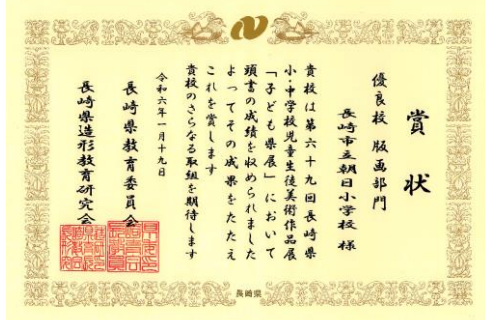 賞状
優良校 版画部門
長崎市立朝日小学校 様
貴校は第六十九回長崎県
小・中学校児童生徒美術作品展
「子ども県展」において
頭書の成績を収められました
よってその成果をたたえ
これを賞します
貴校のさらなる取組を期待します
令和六年一月十九日
長崎県教育委員会
長崎県造形教育研究会
長崎県